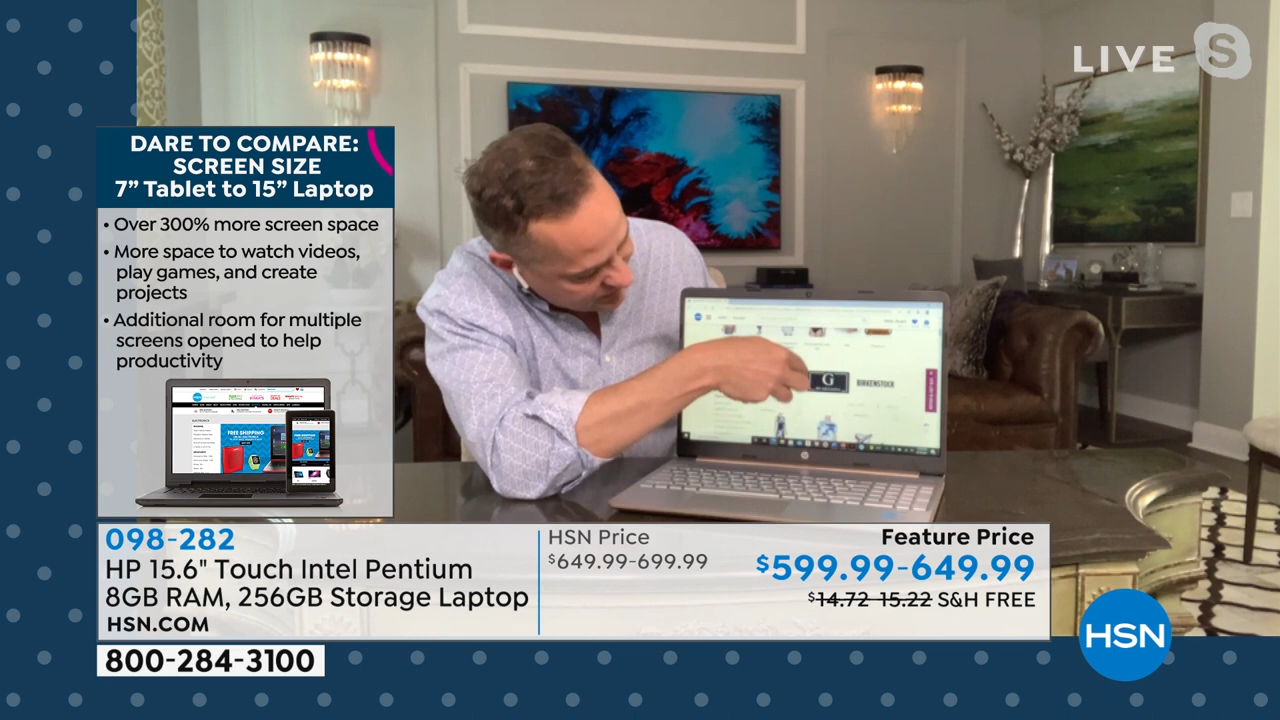 LIVE S
DARE TO COMPARE:
SCREEN SIZE
7” Tablet to 15” Laptop
• Over 300% more screen space
• More space to watch videos,
play games, and create
projects
• Additional room for multiple
screens opened to help
productivity
FREE SHIPPING
G
BIRKENSTOCK
hp
098-282
HP 15.6" Touch Intel Pentium
8GB RAM, 256GB Storage Laptop
HSN.COM
HSN Price
$649.99-699.99
Feature Price
$599.99-649.99
$14.72-15.22 S&H FREE
HSN
800-284-3100